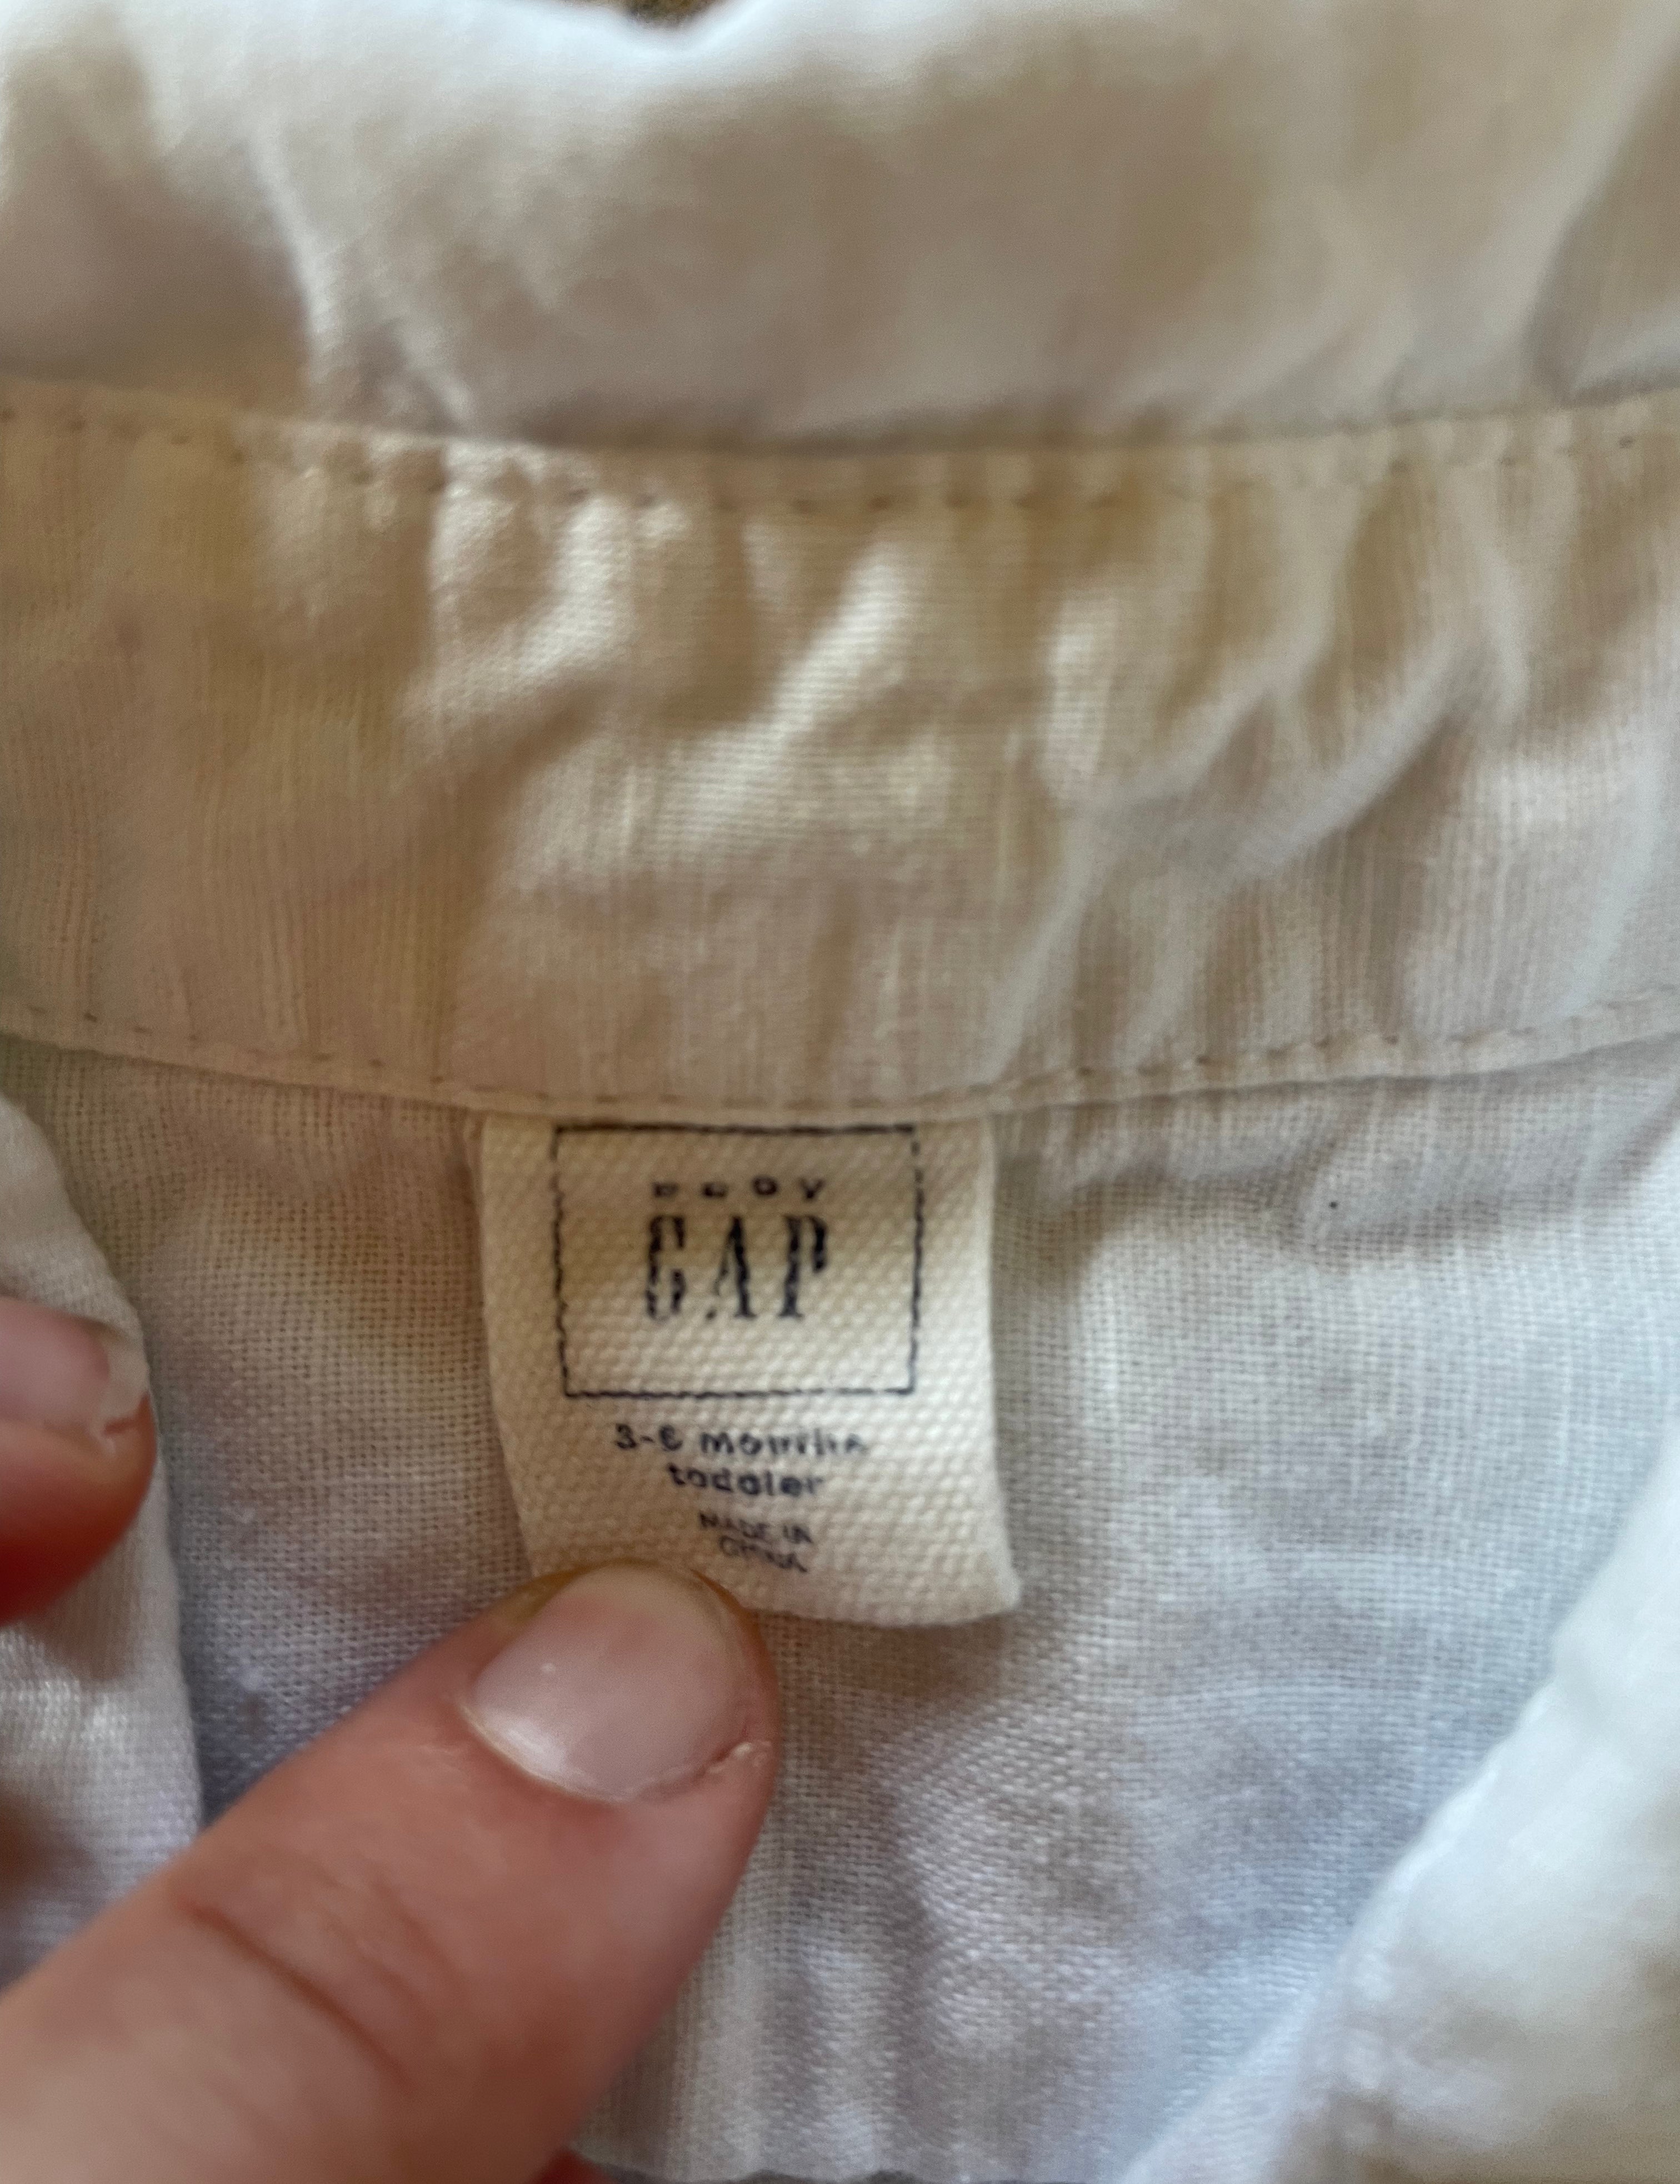 baby
GAP
3-6 months
toddler
MADE IN
CHINA